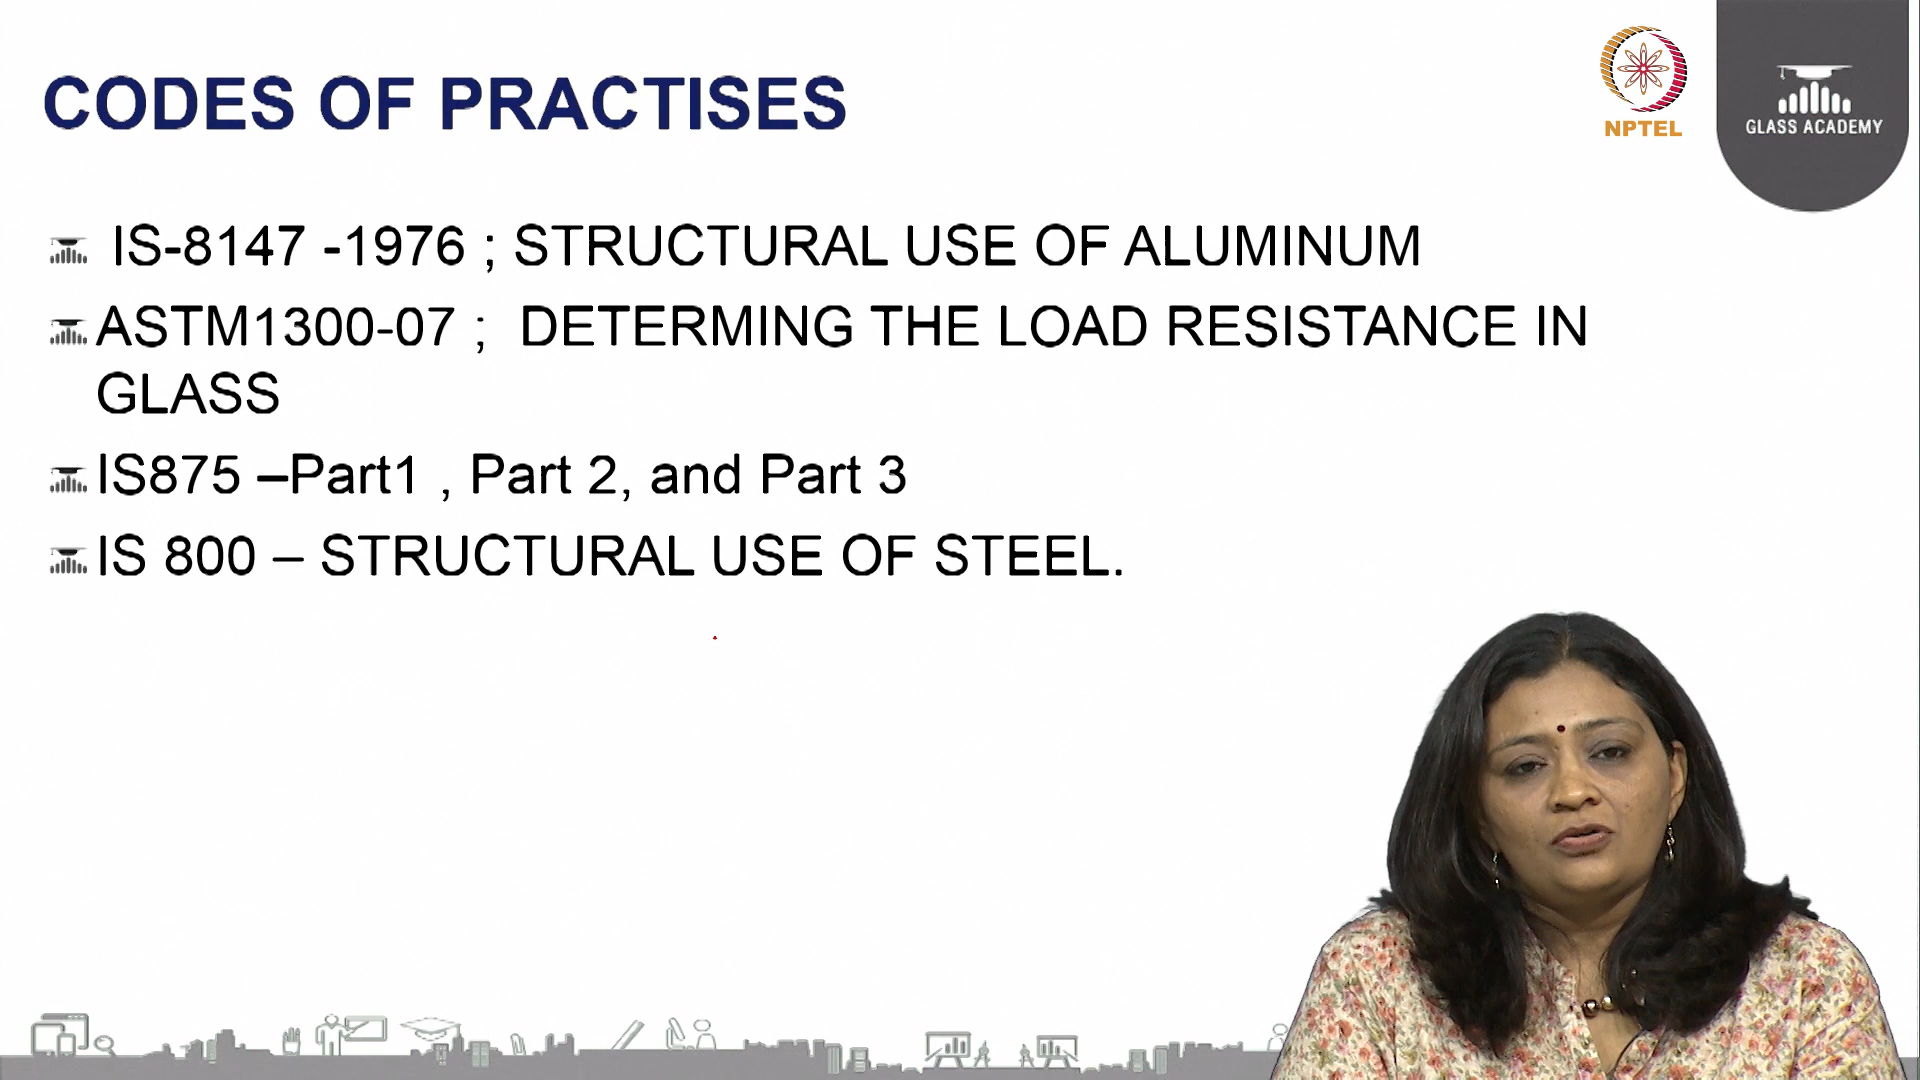 CODES OF PRACTISES
NPTEL
GLASS ACADEMY
IS-8147 -1976 ; STRUCTURAL USE OF ALUMINUM
ASTM1300-07 ; DETERMING THE LOAD RESISTANCE IN
GLASS
IS875 –Part1 , Part 2, and Part 3
IS 800 – STRUCTURAL USE OF STEEL.